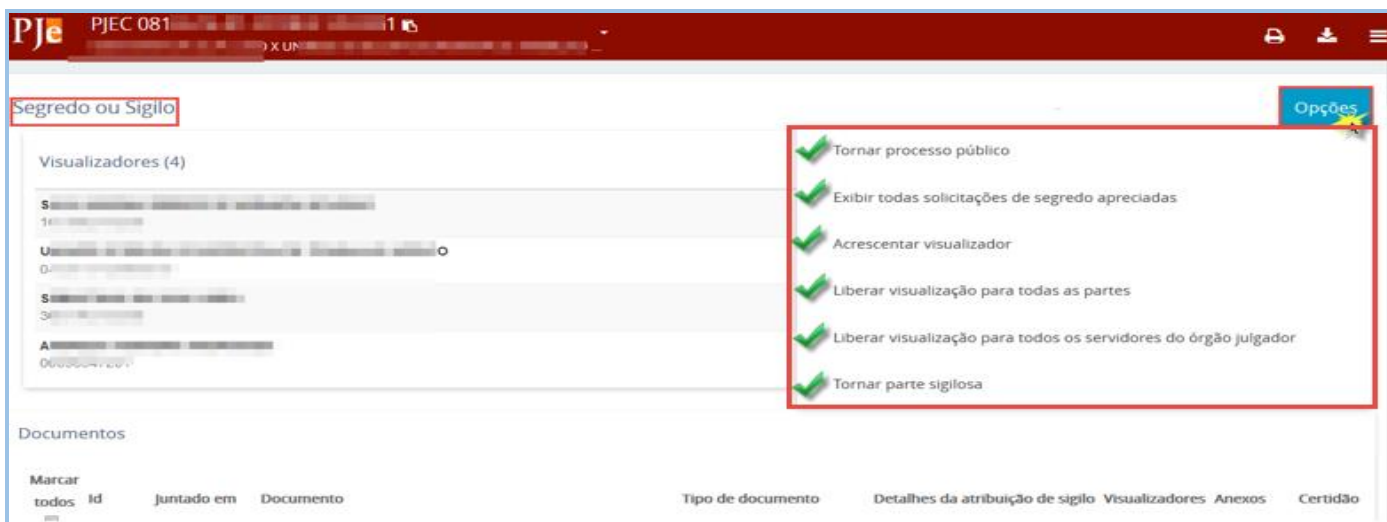 PJe
PJEC 081
X UN
Segredo ou Sigilo
Opções
Visualizadores (4)
Tornar processo público
Exibir todas solicitações de segredo apreciadas
Acrescentar visualizador
Liberar visualização para todas as partes
Liberar visualização para todos os servidores do órgão julgador
Tornar parte sigilosa
Documentos
Marcar todos Id Juntado em Documento Tipo de documento Detalhes da atribuição de sigilo Visualizadores Anexos Certidão